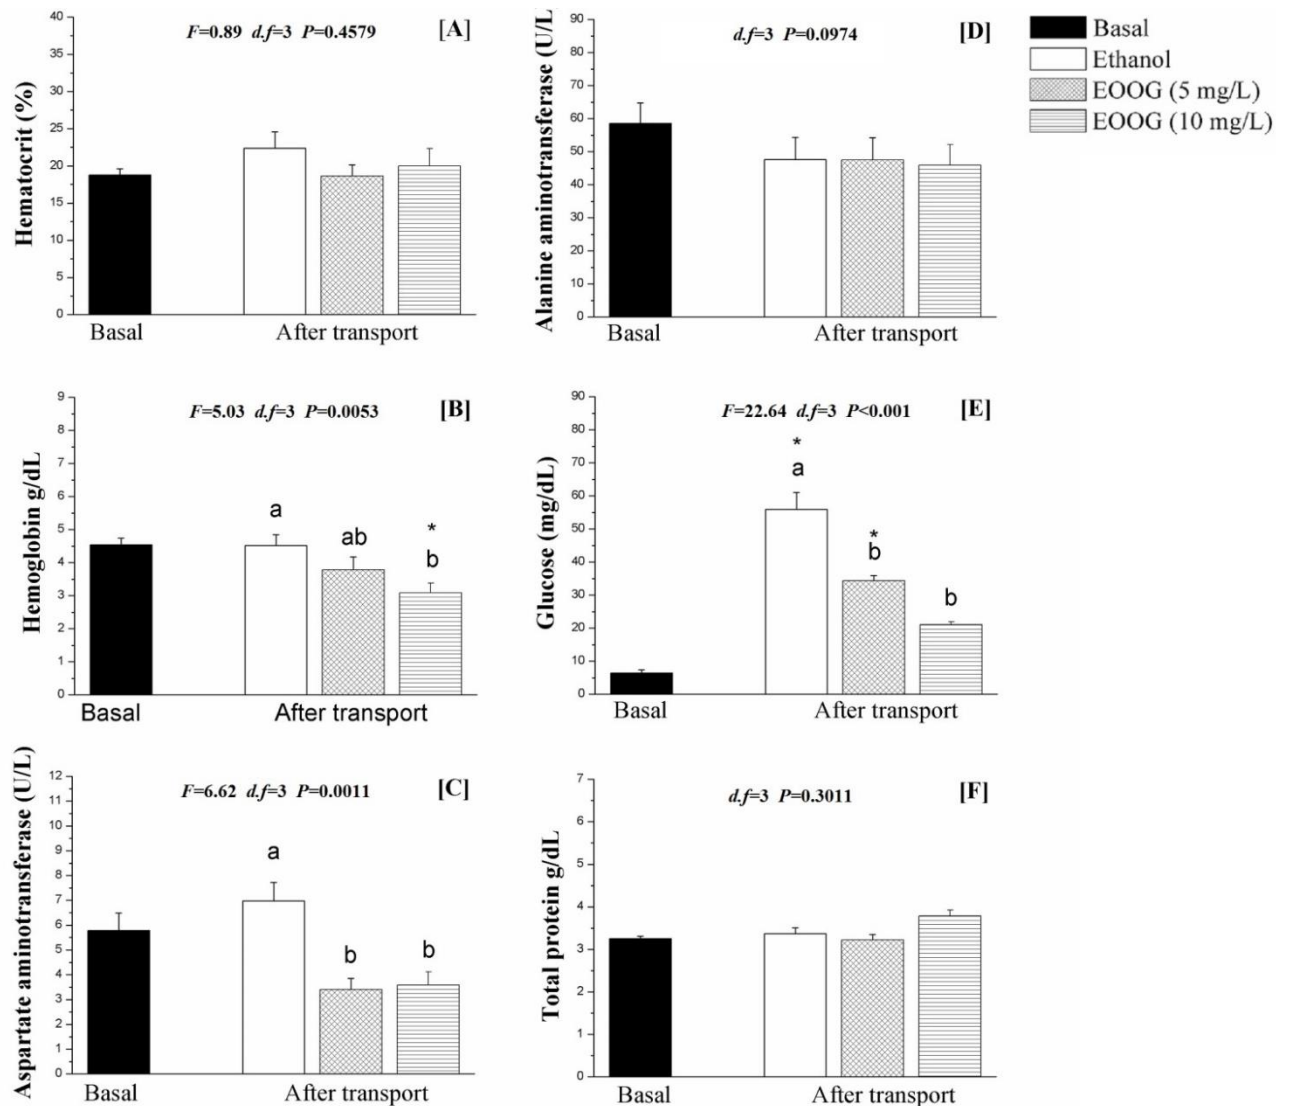 F=0.89 d.f=3 P=0.4579
[A]
Hematocrit (%)
40
35
30
25
20
15
10
5
0
Basal
After transport
d.f=3 P=0.0974
[D]
Alanine aminotransferase (U/L)
90
80
70
60
50
40
30
20
10
0
Basal
After transport
Basal
Ethanol
EOOG (5 mg/L)
EOOG (10 mg/L)
F=5.03 d.f=3 P=0.0053
[B]
Hemoglobin g/dL
9
8
7
6
5
4
3
2
1
0
a
ab
*
b
Basal
After transport
F=22.64 d.f=3 P<0.001
[E]
Glucose (mg/dL)
90
80
70
60
50
40
30
20
10
0
*
a
*
b
b
Basal
After transport
F=6.62 d.f=3 P=0.0011
[C]
Aspartate aminotransferase (U/L)
12
11
10
9
8
7
6
5
4
3
2
1
0
a
b
b
Basal
After transport
d.f=3 P=0.3011
[F]
Total protein g/dL
7
6
5
4
3
2
1
0
Basal
After transport